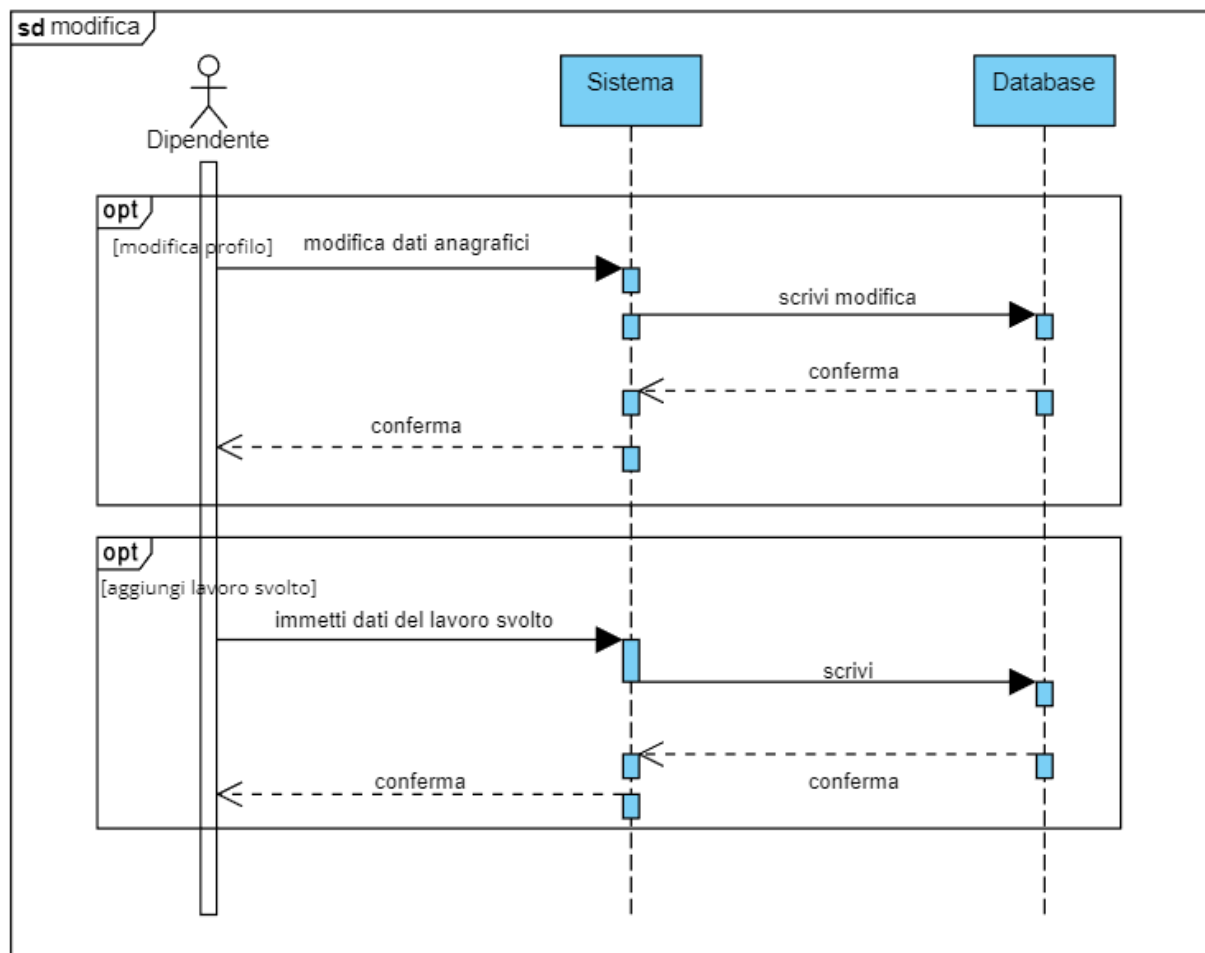 sd modifica
Dipendente
Sistema
Database
opt
[modifica profilo]
modifica dati anagrafici
scrivi modifica
conferma
conferma
opt
[aggiungi lavoro svolto]
immetti dati del lavoro svolto
scrivi
conferma
conferma